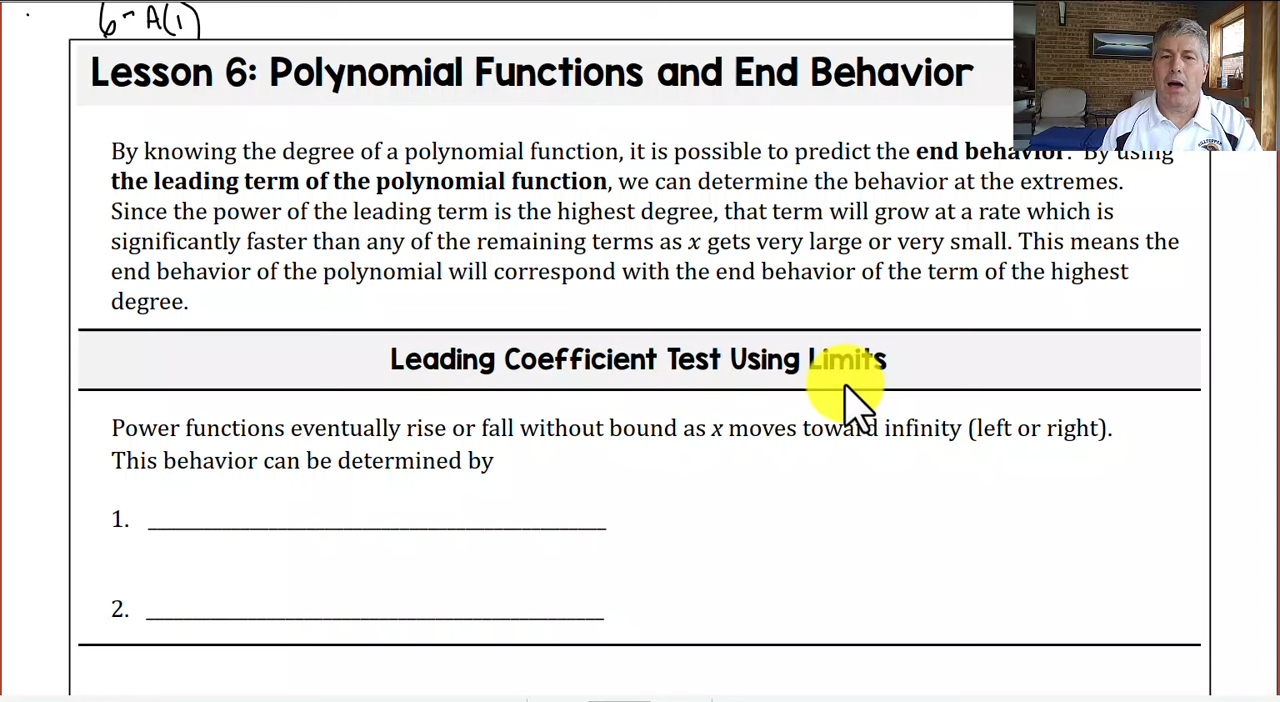 6-A(1)
Lesson 6: Polynomial Functions and End Behavior
By knowing the degree of a polynomial function, it is possible to predict the end behavior. By using
the leading term of the polynomial function, we can determine the behavior at the extremes.
Since the power of the leading term is the highest degree, that term will grow at a rate which is
significantly faster than any of the remaining terms as x gets very large or very small. This means the
end behavior of the polynomial will correspond with the end behavior of the term of the highest
degree.
Leading Coefficient Test Using Limits
Power functions eventually rise or fall without bound as x moves toward infinity (left or right).
This behavior can be determined by
1. ____________________
2. ____________________